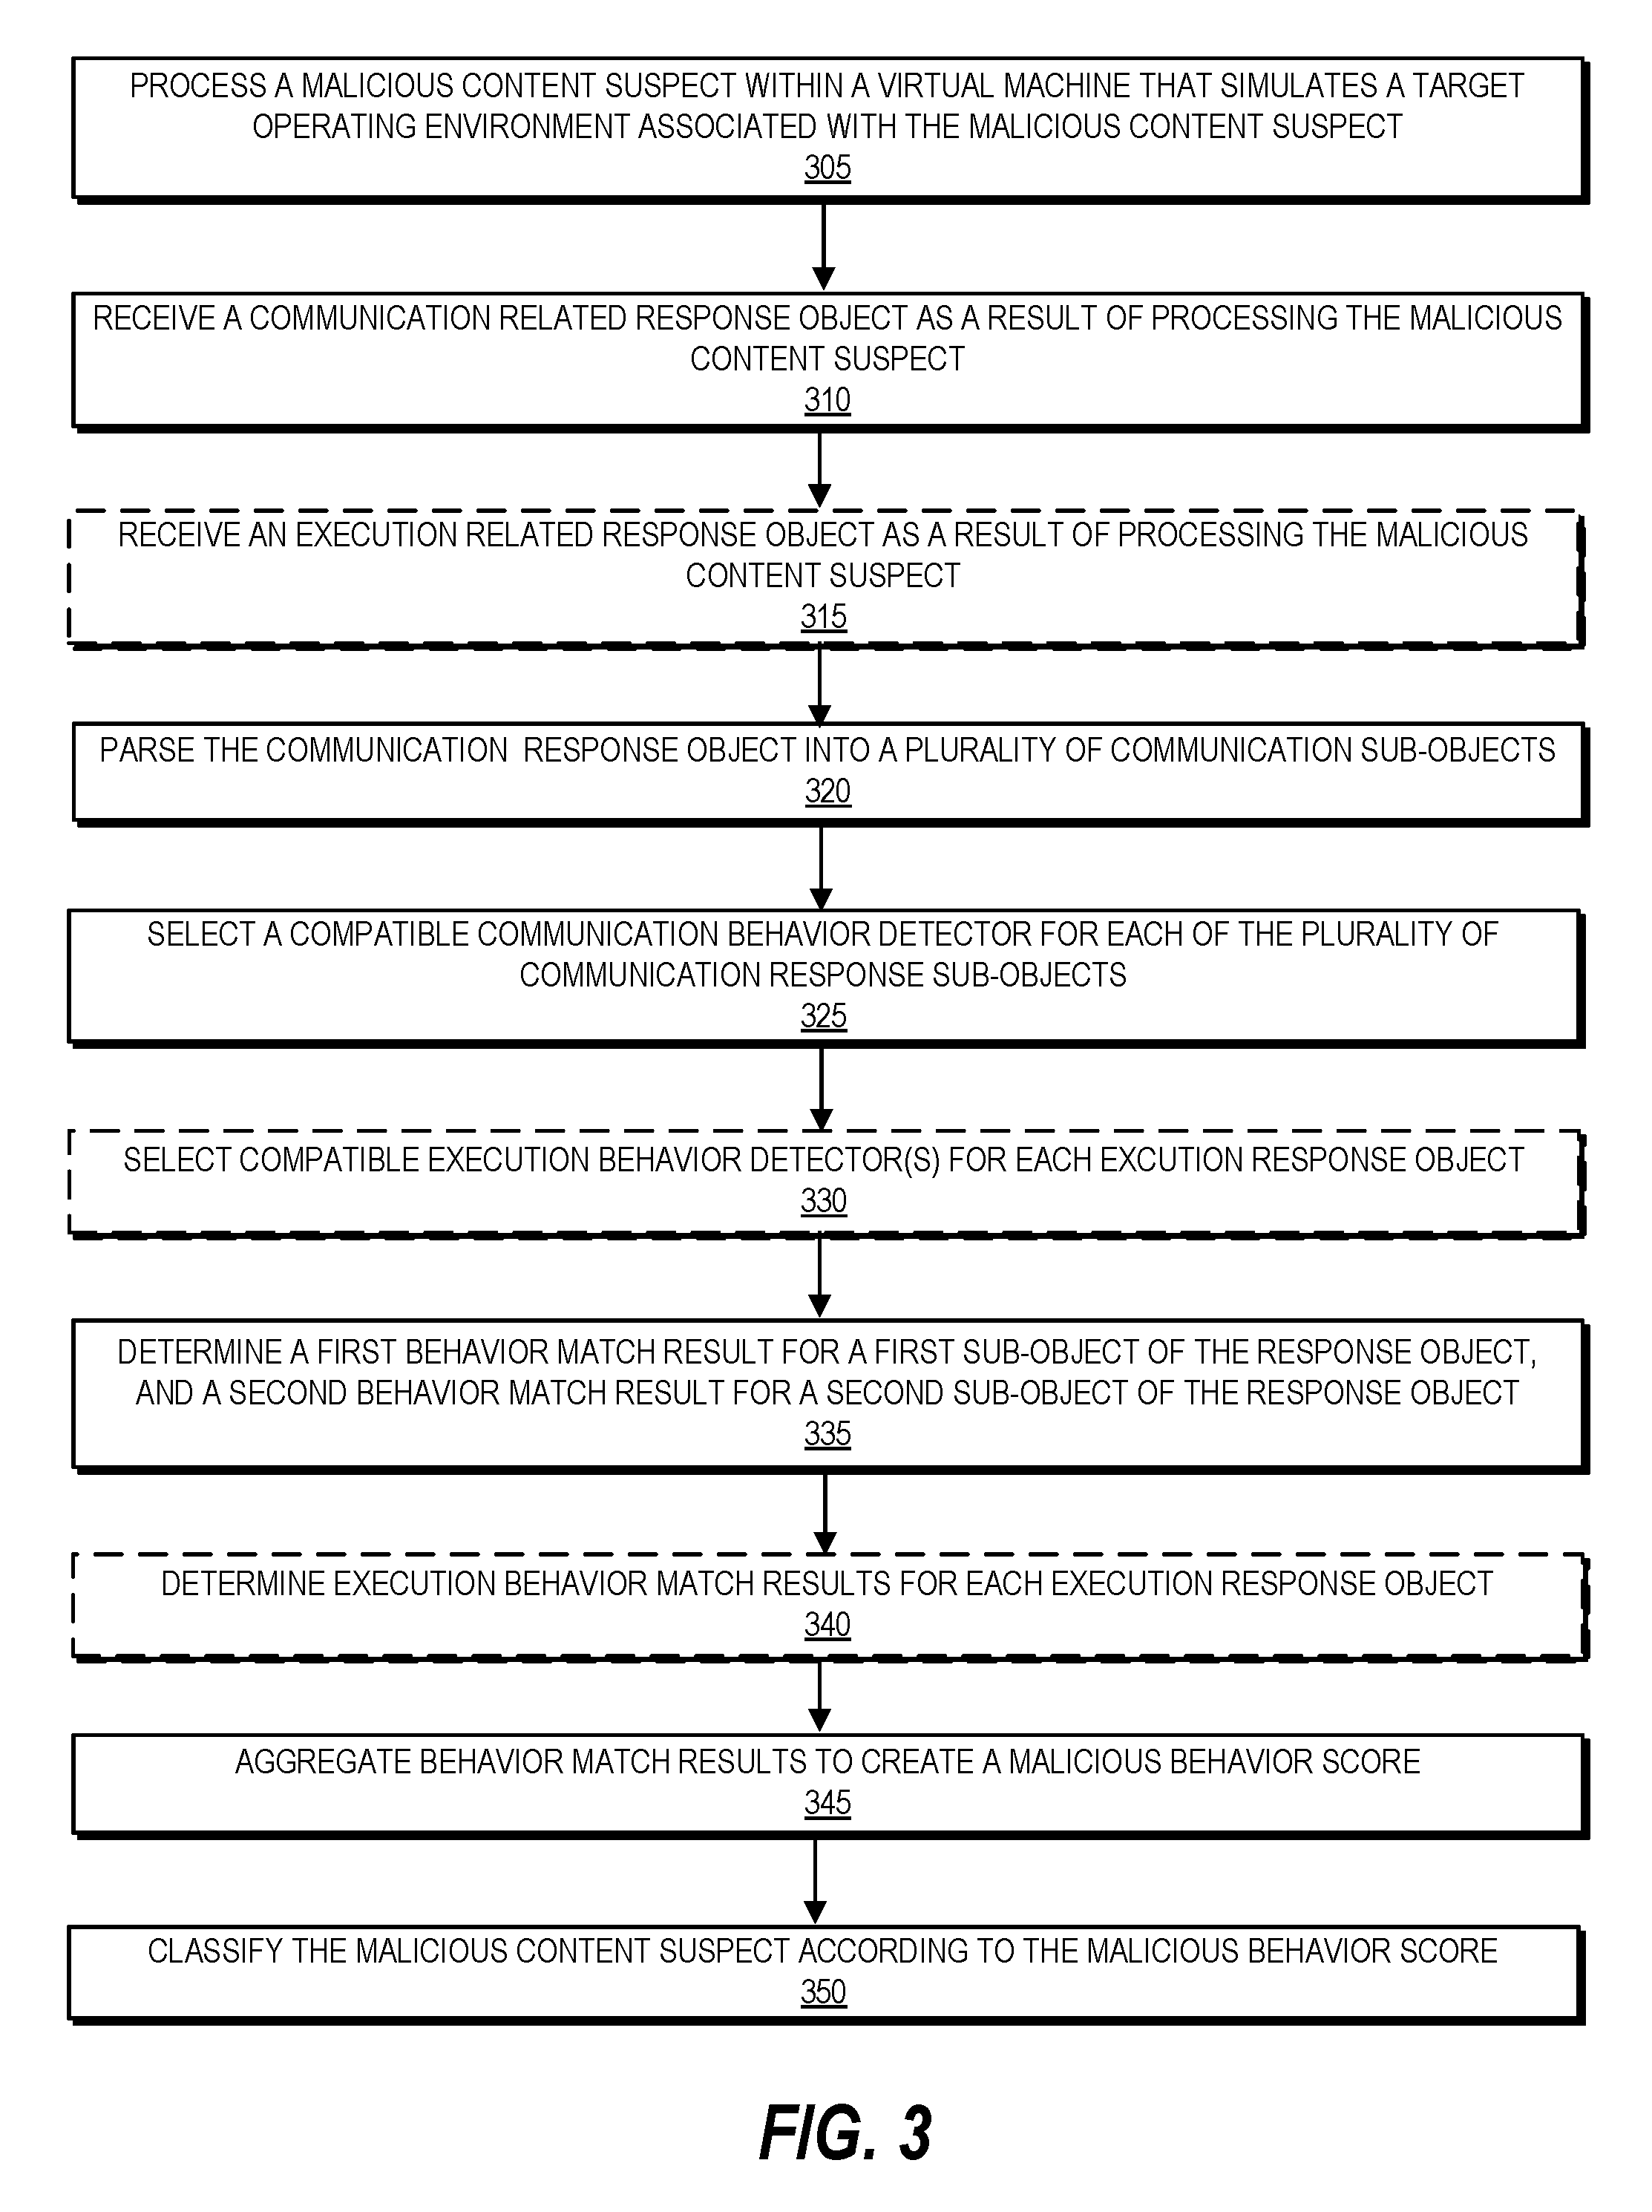 PROCESS A MALICIOUS CONTENT SUSPECT WITHIN A VIRTUAL MACHINE THAT SIMULATES A TARGET
OPERATING ENVIRONMENT ASSOCIATED WITH THE MALICIOUS CONTENT SUSPECT
305
RECEIVE A COMMUNICATION RELATED RESPONSE OBJECT AS A RESULT OF PROCESSING THE MALICIOUS
CONTENT SUSPECT
310
RECEIVE AN EXECUTION RELATED RESPONSE OBJECT AS A RESULT OF PROCESSING THE MALICIOUS
CONTENT SUSPECT
315
PARSE THE COMMUNICATION RESPONSE OBJECT INTO A PLURALITY OF COMMUNICATION SUB-OBJECTS
320
SELECT A COMPATIBLE COMMUNICATION BEHAVIOR DETECTOR FOR EACH OF THE PLURALITY OF
COMMUNICATION RESPONSE SUB-OBJECTS
325
SELECT COMPATIBLE EXECUTION BEHAVIOR DETECTOR(S) FOR EACH EXCUTION RESPONSE OBJECT
330
DETERMINE A FIRST BEHAVIOR MATCH RESULT FOR A FIRST SUB-OBJECT OF THE RESPONSE OBJECT,
AND A SECOND BEHAVIOR MATCH RESULT FOR A SECOND SUB-OBJECT OF THE RESPONSE OBJECT
335
DETERMINE EXECUTION BEHAVIOR MATCH RESULTS FOR EACH EXECUTION RESPONSE OBJECT
340
AGGREGATE BEHAVIOR MATCH RESULTS TO CREATE A MALICIOUS BEHAVIOR SCORE
345
CLASSIFY THE MALICIOUS CONTENT SUSPECT ACCORDING TO THE MALICIOUS BEHAVIOR SCORE
350
FIG. 3